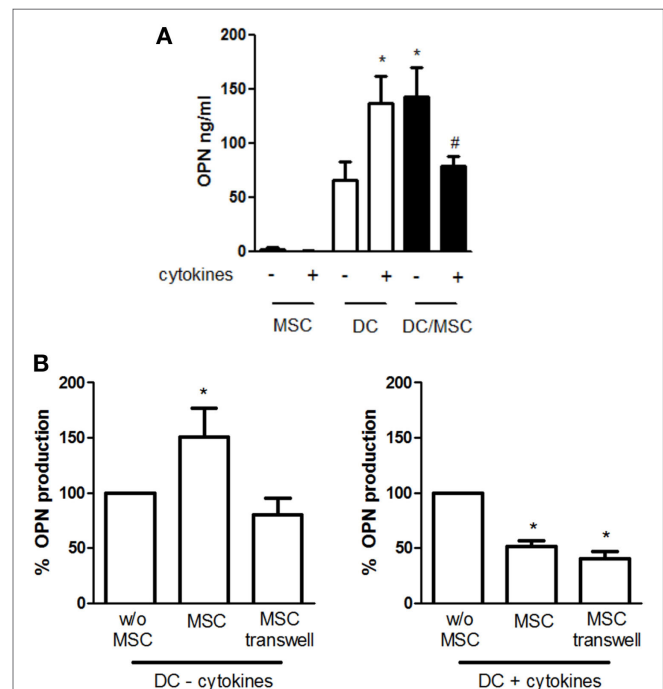 A
200
150
100
50
0
OPN ng/ml
* *
#
cytokines - + - + - +
MSC DC DC/MSC
B
200
150
100
50
0
% OPN production
*
w/o MSC MSC MSC transwell
DC - cytokines
200
150
100
50
0
% OPN production
* *
w/o MSC MSC MSC transwell
DC + cytokines